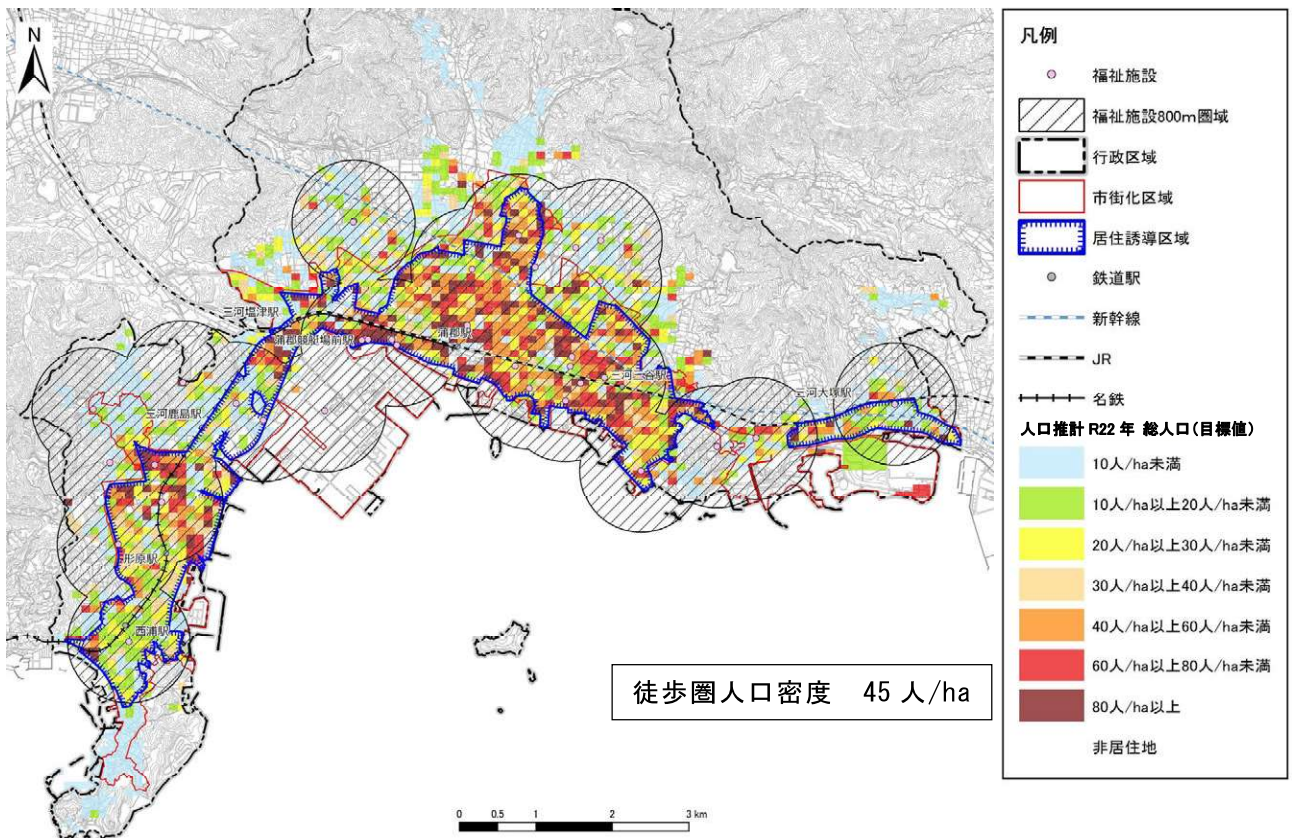 N
三河塩津駅
蒲郡競艇場前駅
蒲郡駅
三河三谷駅
三河大塚駅
三河鹿島駅
形原駅
西浦駅
徒歩圏人口密度 45 人/ha
0 0.5 1 2 3 km
凡例
福祉施設
福祉施設800m圏域
行政区域
市街化区域
居住誘導区域
鉄道駅
新幹線
JR
名鉄
人口推計 R22 年 総人口(目標値)
10人/ha未満
10人/ha以上20人/ha未満
20人/ha以上30人/ha未満
30人/ha以上40人/ha未満
40人/ha以上60人/ha未満
60人/ha以上80人/ha未満
80人/ha以上
非居住地